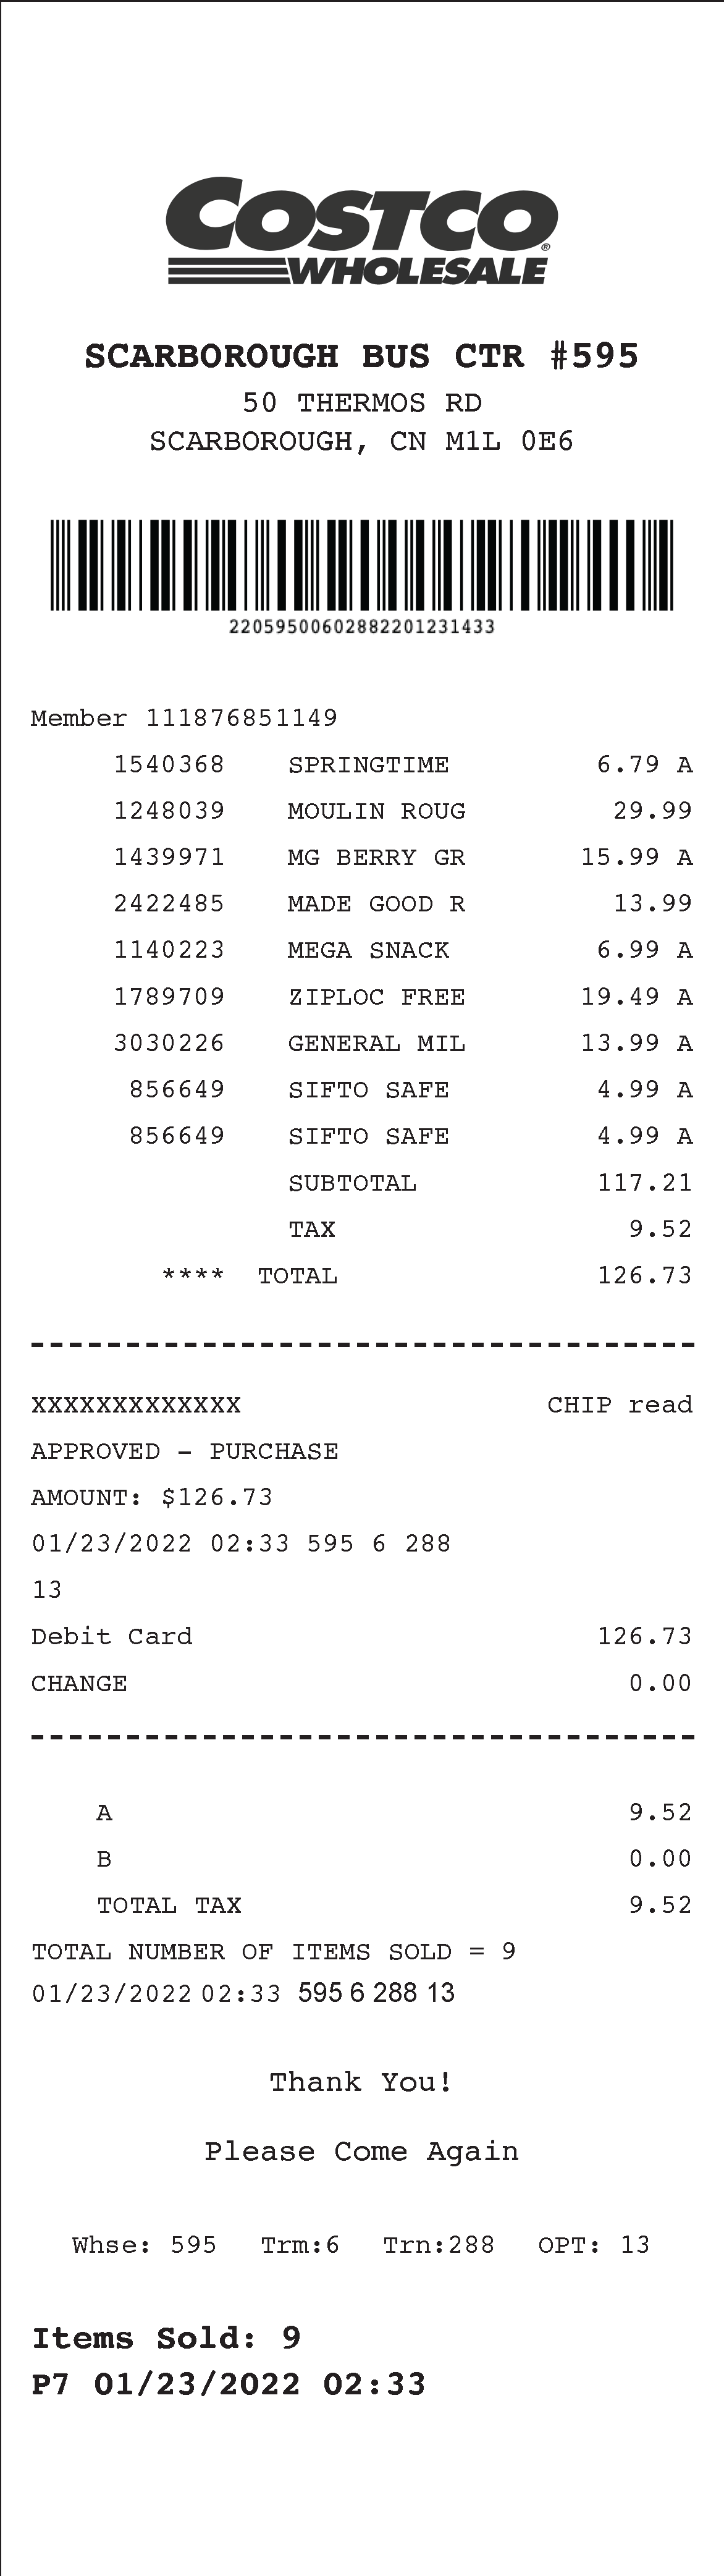 COSTCO
WHOLESALE
SCARBOROUGH BUS CTR #595
50 THERMOS RD
SCARBOROUGH, CN M1L 0E6
22059500602882201231433
Member 111876851149
1540368 SPRINGTIME 6.79 A
1248039 MOULIN ROUG 29.99
1439971 MG BERRY GR 15.99 A
2422485 MADE GOOD R 13.99
1140223 MEGA SNACK 6.99 A
1789709 ZIPLOC FREE 19.49 A
3030226 GENERAL MIL 13.99 A
856649 SIFTO SAFE 4.99 A
856649 SIFTO SAFE 4.99 A
SUBTOTAL 117.21
TAX 9.52
**** TOTAL 126.73
XXXXXXXXXXXXX CHIP read
APPROVED – PURCHASE
AMOUNT: $126.73
01/23/2022 02:33 595 6 288
13
Debit Card 126.73
CHANGE 0.00
A 9.52
B 0.00
TOTAL TAX 9.52
TOTAL NUMBER OF ITEMS SOLD = 9
01/23/2022 02:33 595 6 288 13
Thank You!
Please Come Again
Whse: 595 Trm:6 Trn:288 OPT: 13
Items Sold: 9
P7 01/23/2022 02:33